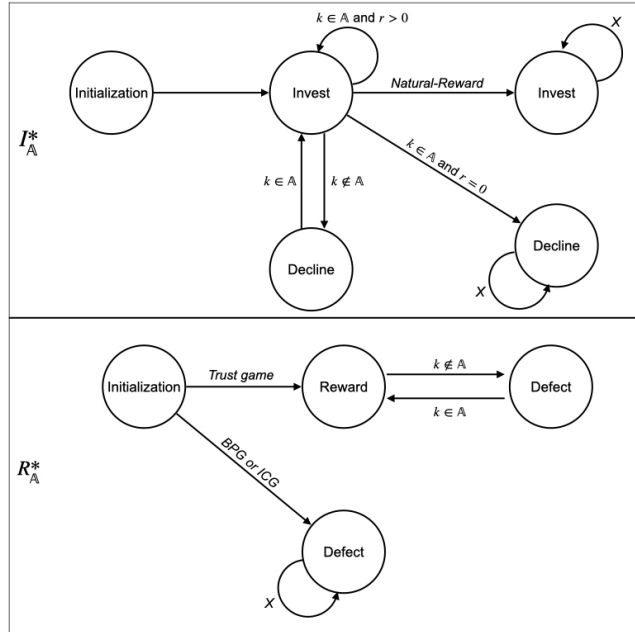 k ∈ 𝔸 and r > 0
X
Initialization
Invest
Natural-Reward
Invest
I*𝔸
k ∈ 𝔸 and r = 0
k ∈ 𝔸
k ∉ 𝔸
Decline
Decline
X
Initialization
Trust game
Reward
k ∉ 𝔸
k ∈ 𝔸
Defect
R*𝔸
BPG or ICG
Defect
X